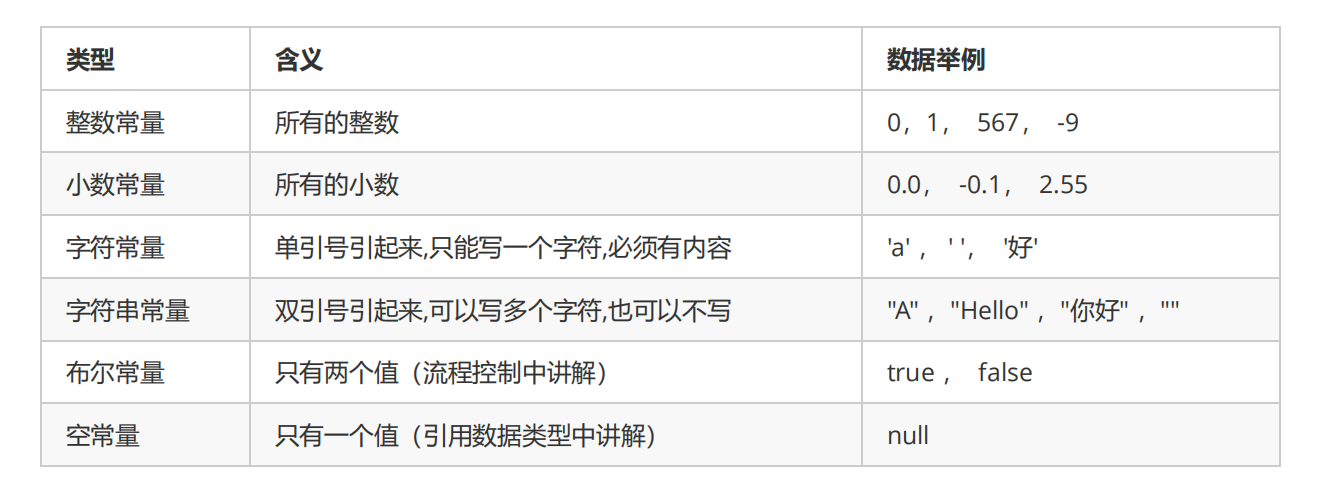 类型 含义 数据举例
整数常量 所有的整数 0，1， 567， -9
小数常量 所有的小数 0.0， -0.1， 2.55
字符常量 单引号引起来,只能写一个字符,必须有内容 'a' ， ' '， '好'
字符串常量 双引号引起来,可以写多个字符,也可以不写 "A" ，"Hello" ，"你好" ，""
布尔常量 只有两个值（流程控制中讲解） true ， false
空常量 只有一个值（引用数据类型中讲解） null